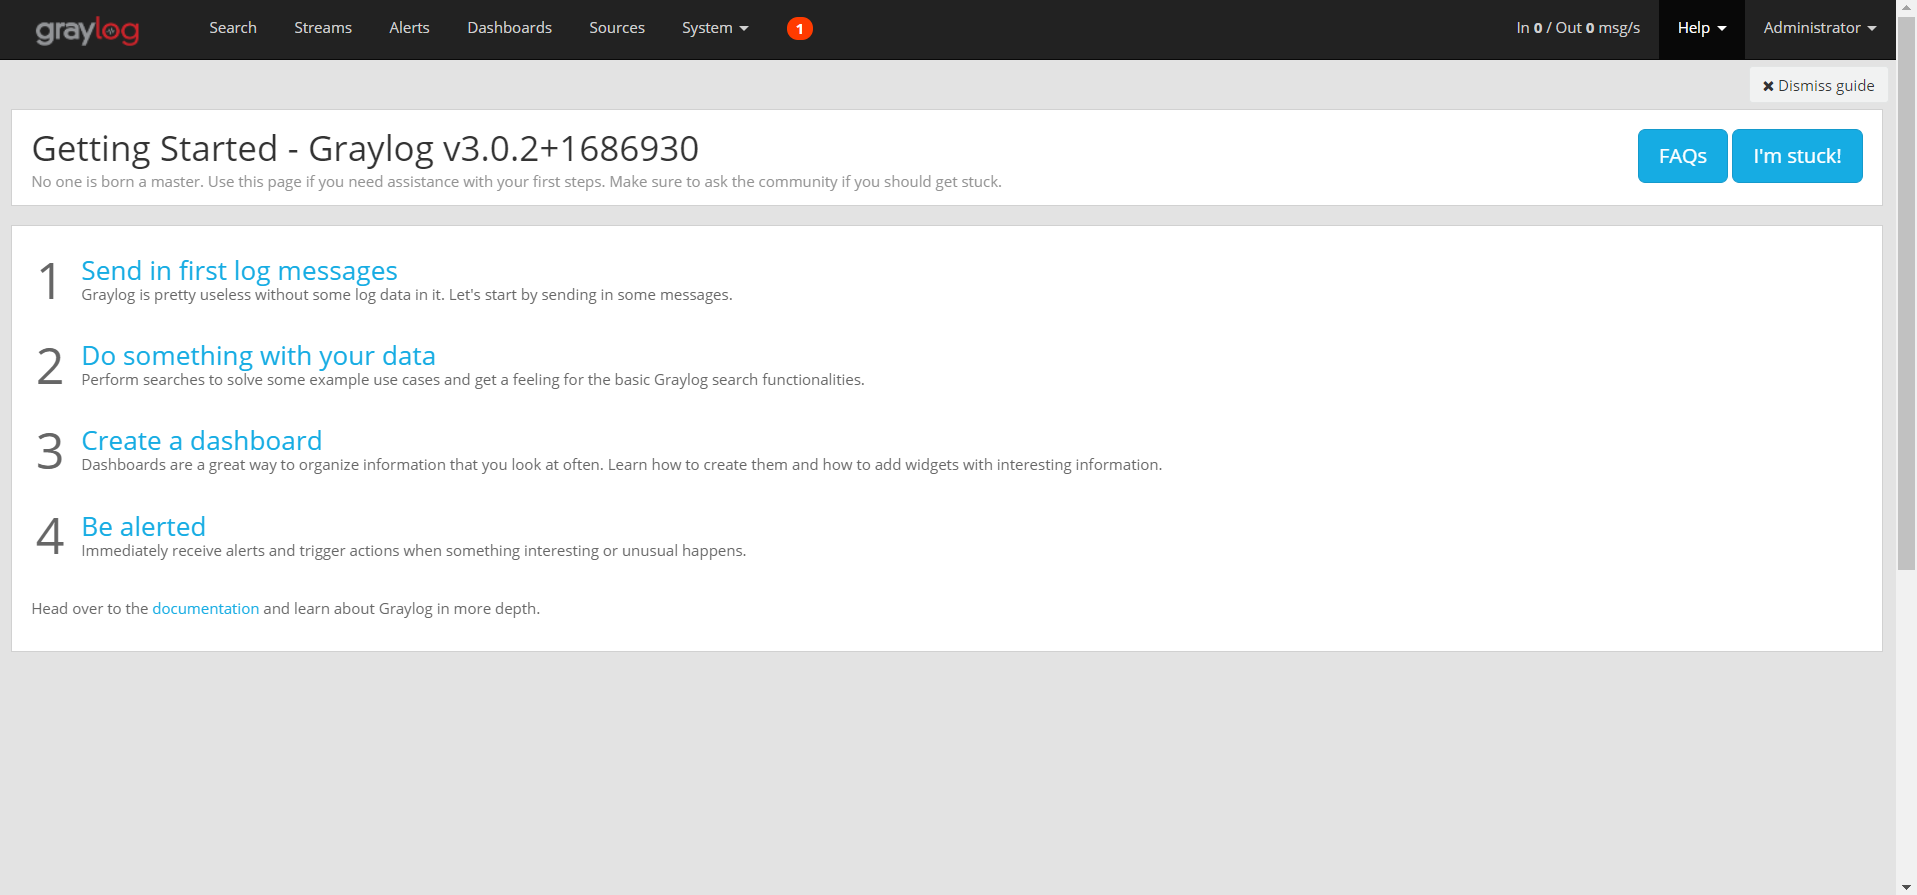 graylog Search Streams Alerts Dashboards Sources System 1 In 0 / Out 0 msg/s Help Administrator
Dismiss guide
Getting Started - Graylog v3.0.2+1686930
No one is born a master. Use this page if you need assistance with your first steps. Make sure to ask the community if you should get stuck.
FAQs I'm stuck!
1 Send in first log messages
Graylog is pretty useless without some log data in it. Let's start by sending in some messages.
2 Do something with your data
Perform searches to solve some example use cases and get a feeling for the basic Graylog search functionalities.
3 Create a dashboard
Dashboards are a great way to organize information that you look at often. Learn how to create them and how to add widgets with interesting information.
4 Be alerted
Immediately receive alerts and trigger actions when something interesting or unusual happens.
Head over to the documentation and learn about Graylog in more depth.